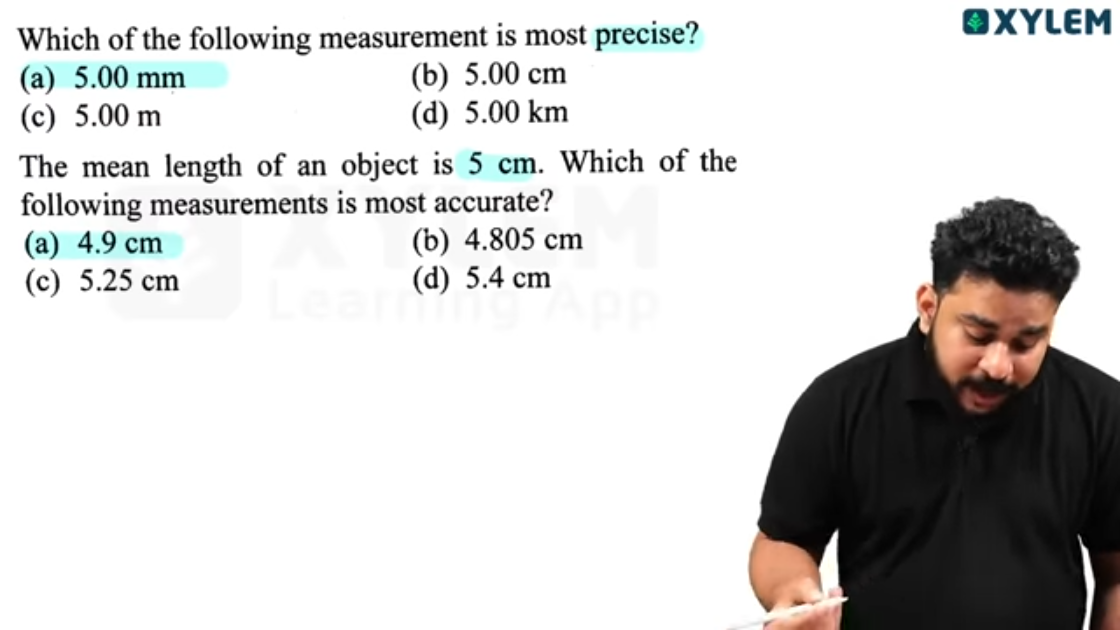 XYLEM
Which of the following measurement is most precise?
(a) 5.00 mm (b) 5.00 cm
(c) 5.00 m (d) 5.00 km
The mean length of an object is 5 cm. Which of the
following measurements is most accurate?
(a) 4.9 cm (b) 4.805 cm
(c) 5.25 cm (d) 5.4 cm
XYLEM
Learning App